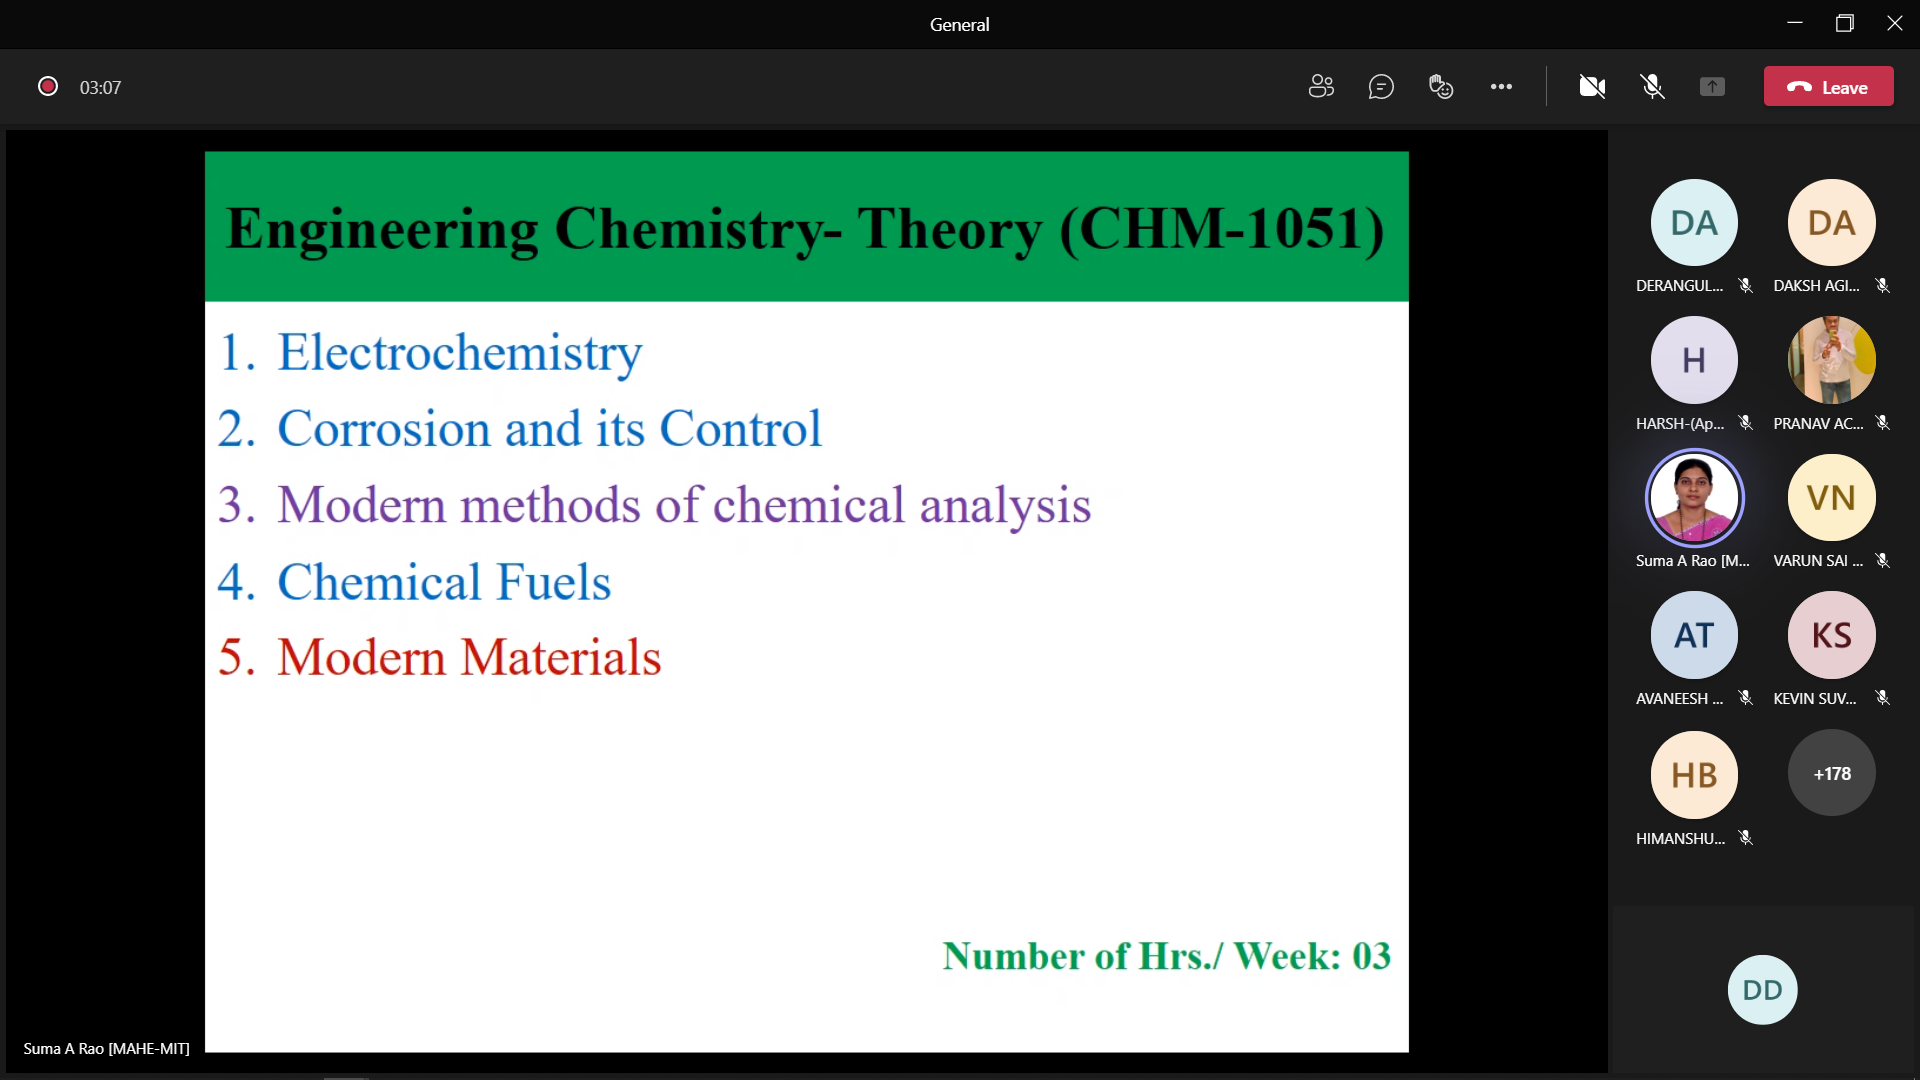 General
03:07
Leave
Engineering Chemistry- Theory (CHM-1051)
1. Electrochemistry
2. Corrosion and its Control
3. Modern methods of chemical analysis
4. Chemical Fuels
5. Modern Materials
Number of Hrs./ Week: 03
Suma A Rao [MAHE-MIT]
DA
DA
DERANGUL...
DAKSH AGI...
H
HARSH-(Ap...
PRANAV AC...
VN
Suma A Rao [M...
VARUN SAI ...
AT
KS
AVANEESH ...
KEVIN SUV...
HB
+178
HIMANSHU...
DD